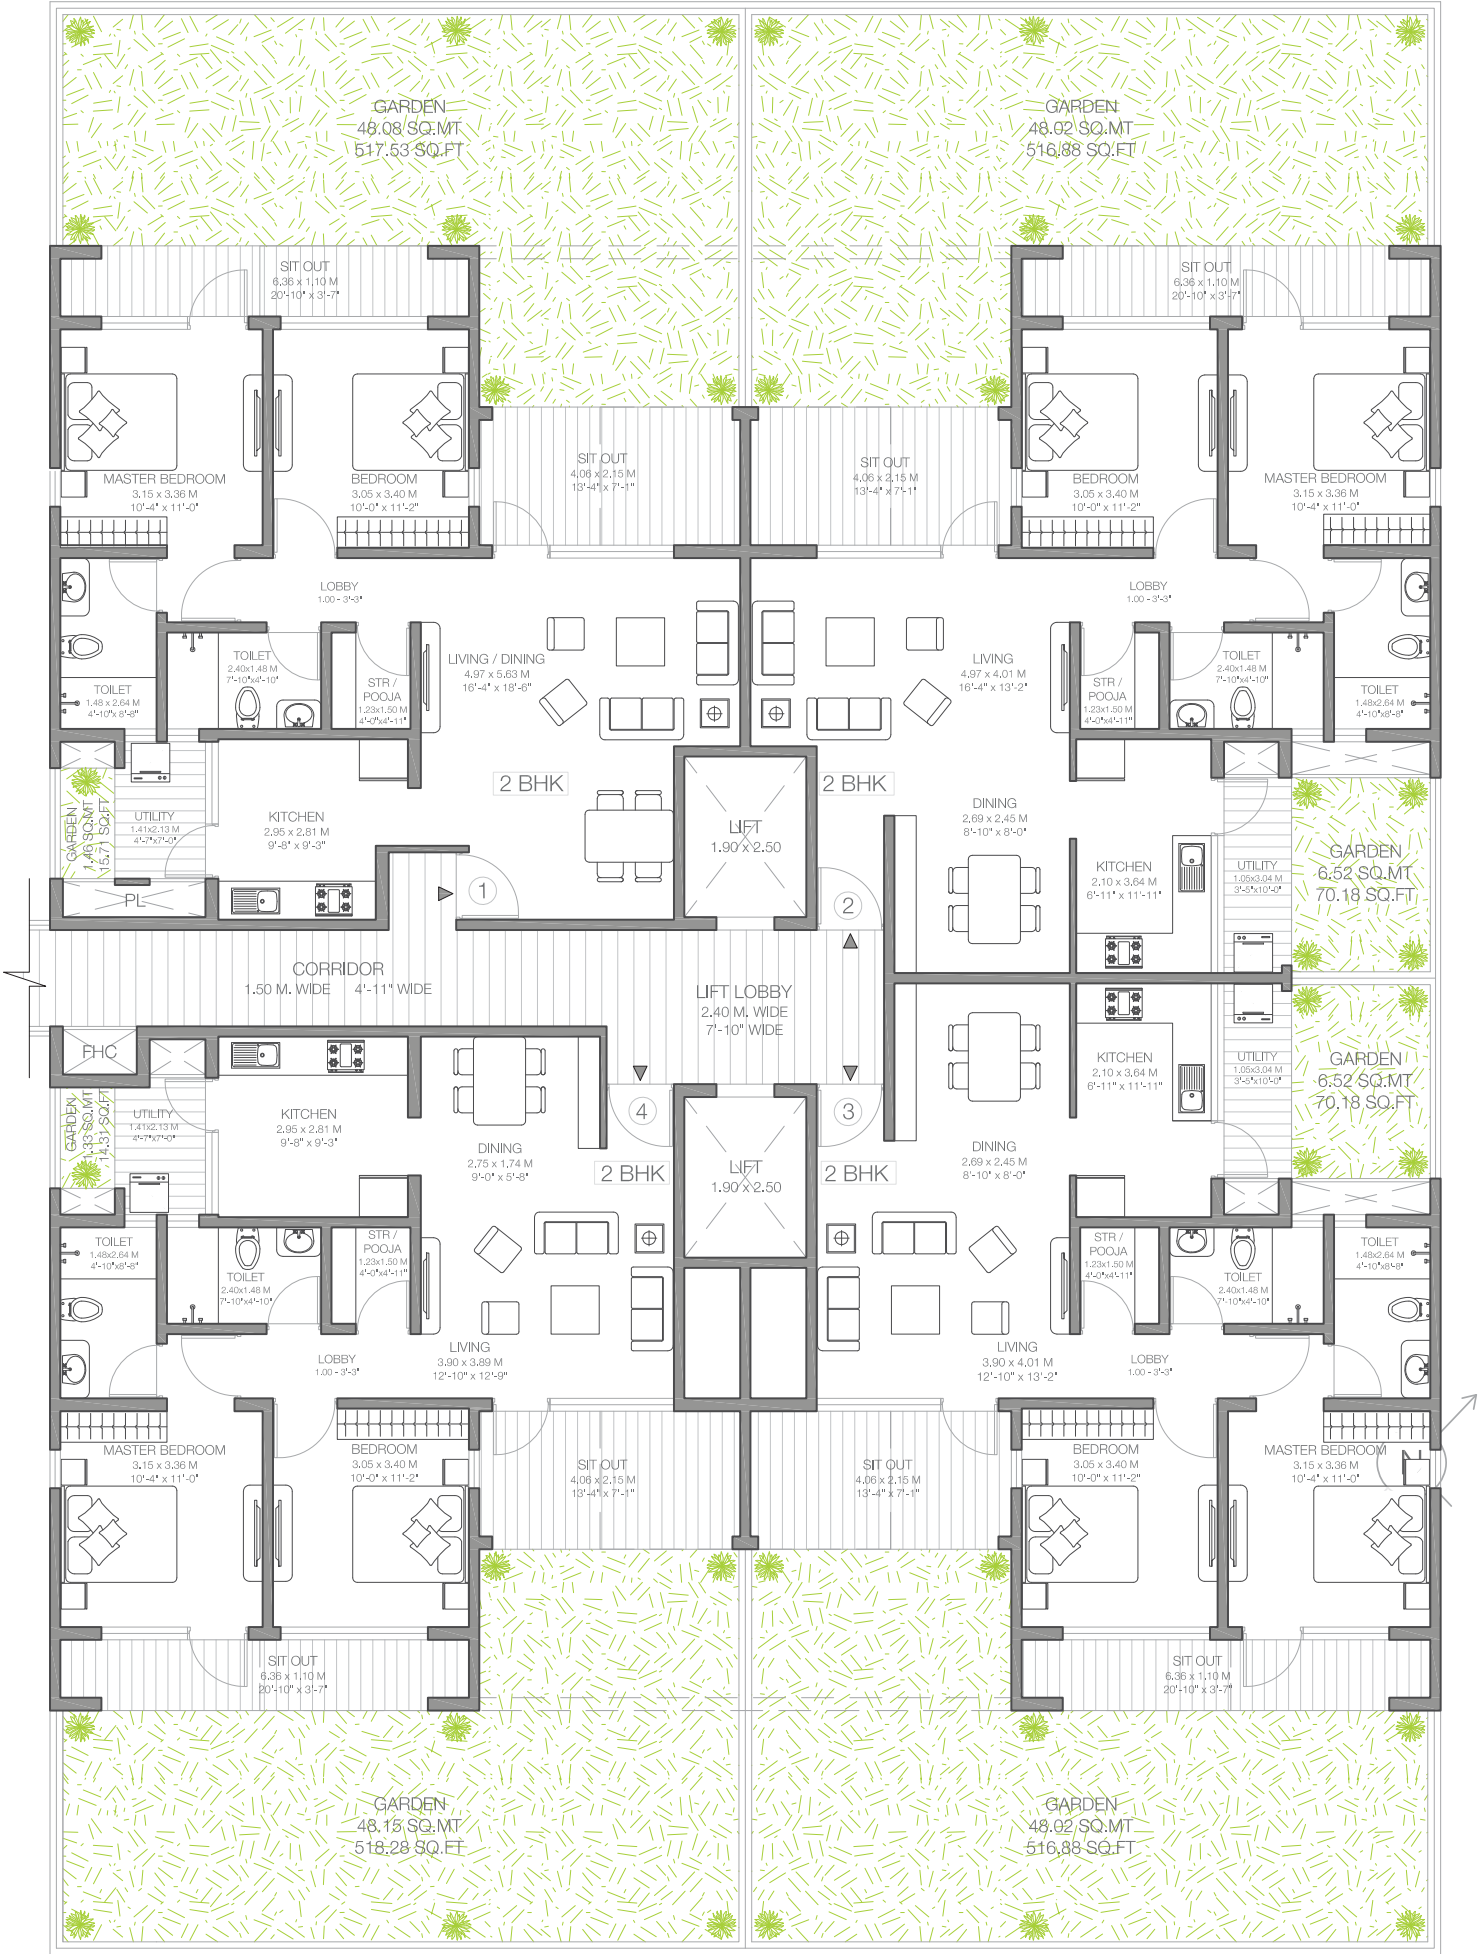 GARDEN
48.08 SQ.MT
517.53 SQ.FT
GARDEN
48.02 SQ.MT
516.88 SQ.FT
SIT OUT
6.36 x 1.10 M
20'-10" x 3'-7"
SIT OUT
6.36 x 1.10 M
20'-10" x 3'-7"
MASTER BEDROOM
3.15 x 3.36 M
10'-4" x 11'-0"
BEDROOM
3.05 x 3.40 M
10'-0" x 11'-2"
SIT OUT
4.06 x 2.15 M
13'-4" x 7'-1"
SIT OUT
4.06 x 2.15 M
13'-4" x 7'-1"
BEDROOM
3.05 x 3.40 M
10'-0" x 11'-2"
MASTER BEDROOM
3.15 x 3.36 M
10'-4" x 11'-0"
LOBBY
1.00 - 3'-3"
LOBBY
1.00 - 3'-3"
TOILET
1.48 x 2.64 M
4'-10"x 8'-8"
TOILET
2.40x1.48 M
7'-10"x4'-10"
STR /
POOJA
1.23x1.50 M
4'-0"x4'-11"
LIVING / DINING
4.97 x 5.63 M
16'-4" x 18'-6"
LIVING
4.97 x 4.01 M
16'-4" x 13'-2"
STR /
POOJA
1.23x1.50 M
4'-0"x4'-11"
TOILET
2.40x1.48 M
7'-10"x4'-10"
TOILET
1.48x2.64 M
4'-10"x8'-8"
2 BHK
2 BHK
GARDEN
1.46 SQ.MT
15.71 SQ.FT
UTILITY
1.41x2.13 M
4'-7"x7'-0"
KITCHEN
2.95 x 2.81 M
9'-8" x 9'-3"
LIFT
1.90 x 2.50
DINING
2.69 x 2.45 M
8'-10" x 8'-0"
KITCHEN
2.10 x 3.64 M
6'-11" x 11'-11"
UTILITY
1.05x3.04 M
3'-5"x10'-0"
GARDEN
6.52 SQ.MT
70.18 SQ.FT
PL
1
2
CORRIDOR
1.50 M. WIDE 4'-11" WIDE
LIFT LOBBY
2.40 M. WIDE
7'-10" WIDE
FHC
GARDEN
1.33 SQ.MT
14.31 SQ.FT
UTILITY
1.41x2.13 M
4'-7"x7'-0"
KITCHEN
2.95 x 2.81 M
9'-8" x 9'-3"
DINING
2.75 x 1.74 M
9'-0" x 5'-8"
4
3
2 BHK
LIFT
1.90 x 2.50
2 BHK
DINING
2.69 x 2.45 M
8'-10" x 8'-0"
KITCHEN
2.10 x 3.64 M
6'-11" x 11'-11"
UTILITY
1.05x3.04 M
3'-5"x10'-0"
GARDEN
6.52 SQ.MT
70.18 SQ.FT
TOILET
1.48x2.64 M
4'-10"x8'-8"
TOILET
2.40x1.48 M
7'-10"x4'-10"
STR /
POOJA
1.23x1.50 M
4'-0"x4'-11"
STR /
POOJA
1.23x1.50 M
4'-0"x4'-11"
TOILET
2.40x1.48 M
7'-10"x4'-10"
TOILET
1.48x2.64 M
4'-10"x8'-8"
LOBBY
1.00 - 3'-3"
LIVING
3.90 x 3.89 M
12'-10" x 12'-9"
LIVING
3.90 x 4.01 M
12'-10" x 13'-2"
LOBBY
1.00 - 3'-3"
MASTER BEDROOM
3.15 x 3.36 M
10'-4" x 11'-0"
BEDROOM
3.05 x 3.40 M
10'-0" x 11'-2"
SIT OUT
4.06 x 2.15 M
13'-4" x 7'-1"
SIT OUT
4.06 x 2.15 M
13'-4" x 7'-1"
BEDROOM
3.05 x 3.40 M
10'-0" x 11'-2"
MASTER BEDROOM
3.15 x 3.36 M
10'-4" x 11'-0"
SIT OUT
6.36 x 1.10 M
20'-10" x 3'-7"
SIT OUT
6.36 x 1.10 M
20'-10" x 3'-7"
GARDEN
48.15 SQ.MT
518.28 SQ.FT
GARDEN
48.02 SQ.MT
516.88 SQ.FT